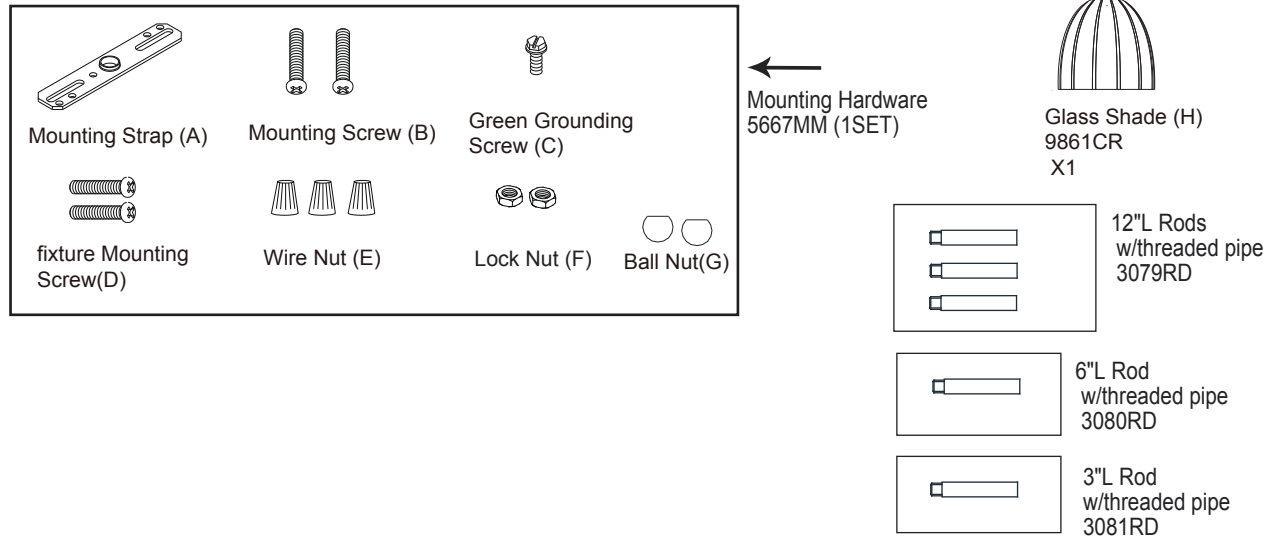 Mounting Strap (A)
Mounting Screw (B)
Green Grounding
Screw (C)
fixture Mounting
Screw(D)
Wire Nut (E)
Lock Nut (F)
Ball Nut(G)
Mounting Hardware
5667MM (1SET)
Glass Shade (H)
9861CR
X1
12"L Rods
w/threaded pipe
3079RD
6"L Rod
w/threaded pipe
3080RD
3"L Rod
w/threaded pipe
3081RD